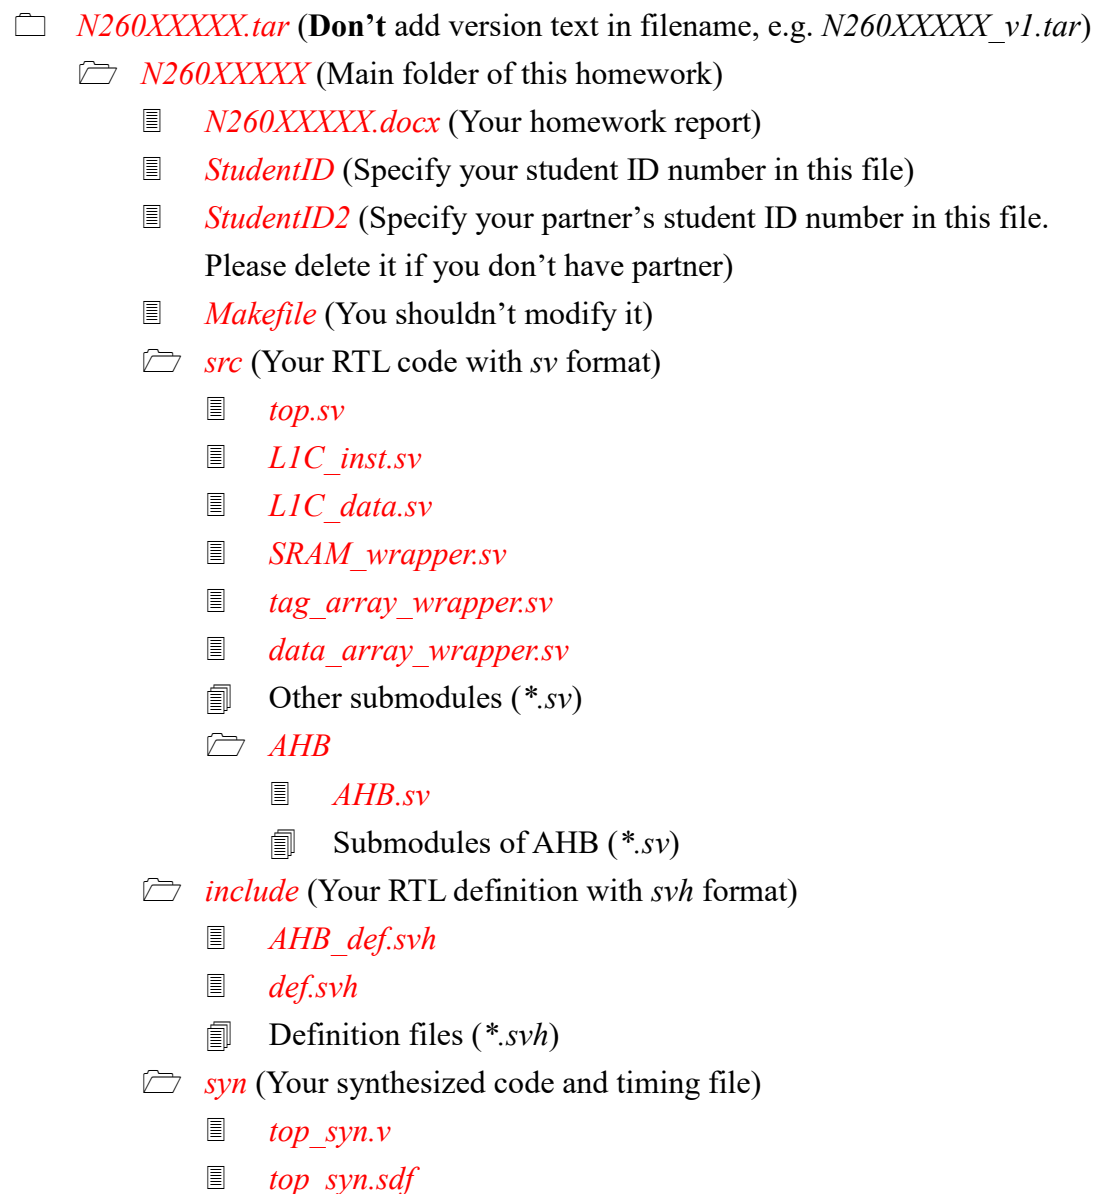 N260XXXXX.tar (Don’t add version text in filename, e.g. N260XXXXX_v1.tar)
N260XXXXX (Main folder of this homework)
N260XXXXX.docx (Your homework report)
StudentID (Specify your student ID number in this file)
StudentID2 (Specify your partner’s student ID number in this file.
Please delete it if you don’t have partner)
Makefile (You shouldn’t modify it)
src (Your RTL code with sv format)
top.sv
L1C_inst.sv
L1C_data.sv
SRAM_wrapper.sv
tag_array_wrapper.sv
data_array_wrapper.sv
Other submodules (*.sv)
AHB
AHB.sv
Submodules of AHB (*.sv)
include (Your RTL definition with svh format)
AHB_def.svh
def.svh
Definition files (*.svh)
syn (Your synthesized code and timing file)
top_syn.v
top_syn.sdf